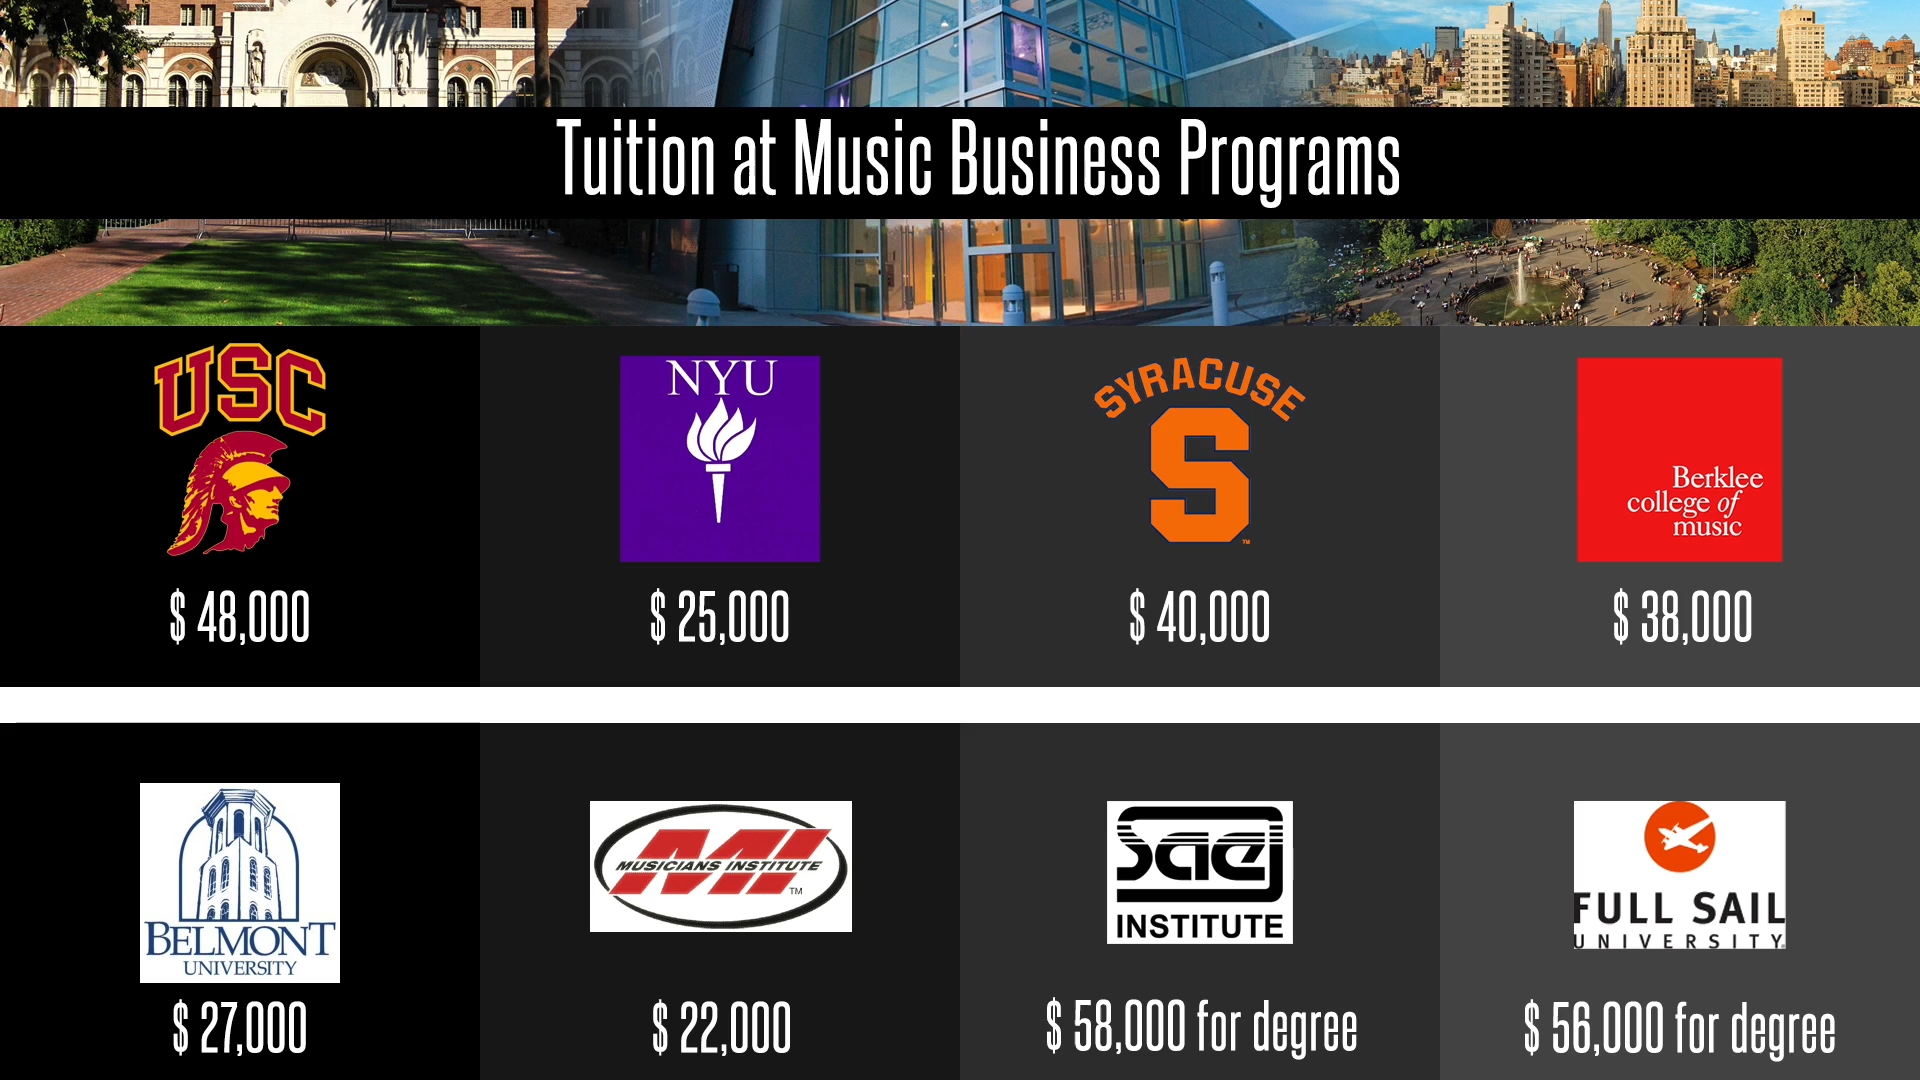 Tuition at Music Business Programs
USC
NYU
SYRACUSE
S
TM
Berklee
college of
music
$ 48,000
$ 25,000
$ 40,000
$ 38,000
BELMONT
UNIVERSITY
MI
MUSICIANS INSTITUTE
TM
sae
INSTITUTE
FULL SAIL
UNIVERSITY
$ 27,000
$ 22,000
$ 58,000 for degree
$ 56,000 for degree